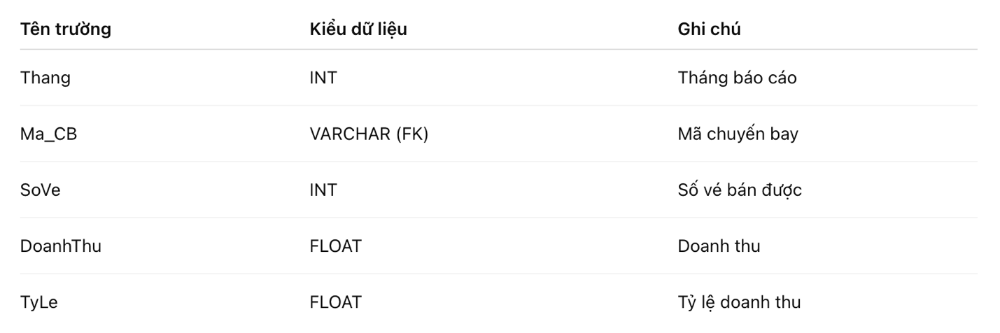 Tên trường Kiểu dữ liệu Ghi chú
Thang INT Tháng báo cáo
Ma_CB VARCHAR (FK) Mã chuyến bay
SoVe INT Số vé bán được
DoanhThu FLOAT Doanh thu
TyLe FLOAT Tỷ lệ doanh thu